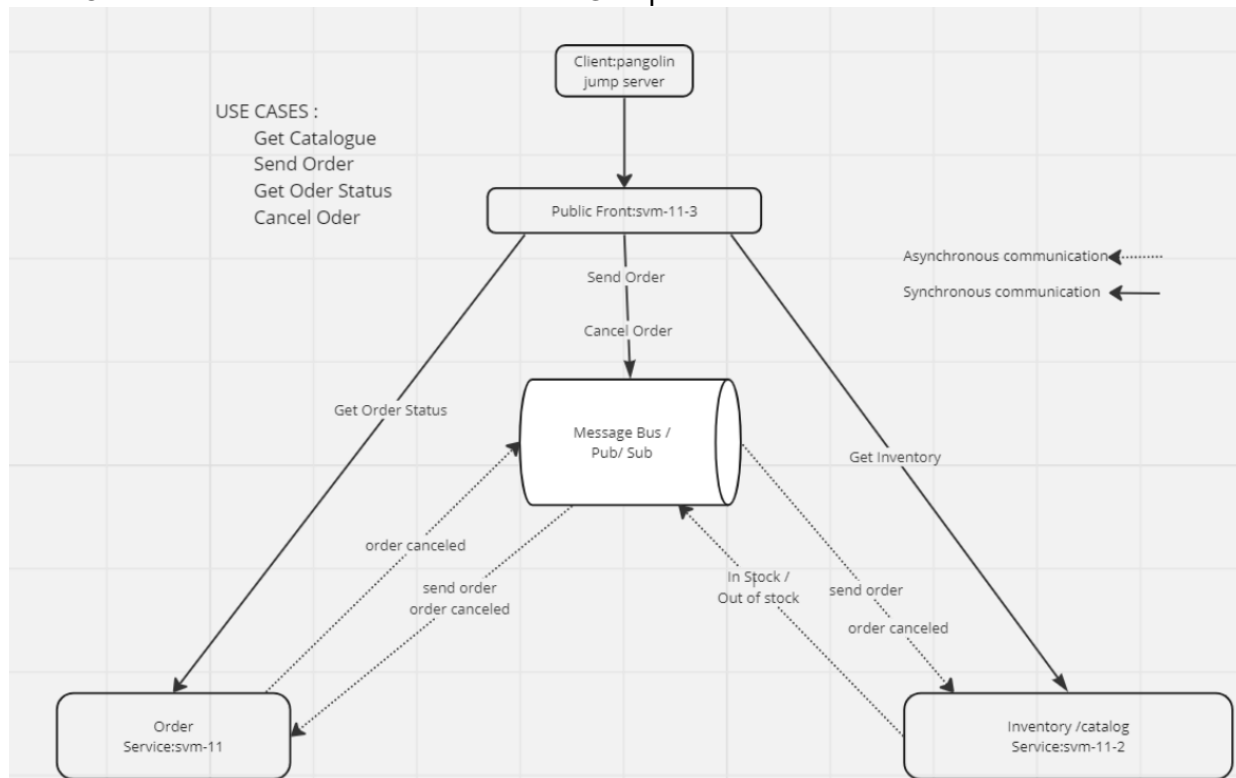 Client:pangolin
jump server
USE CASES :
Get Catalogue
Send Order
Get Oder Status
Cancel Oder
Public Front:svm-11-3
Asynchronous communication
Synchronous communication
Send Order
Cancel Order
Get Order Status
Message Bus /
Pub/ Sub
Get Inventory
order canceled
send order
order canceled
In Stock /
Out of stock
send order
order canceled
Order
Service:svm-11
Inventory /catalog
Service:svm-11-2